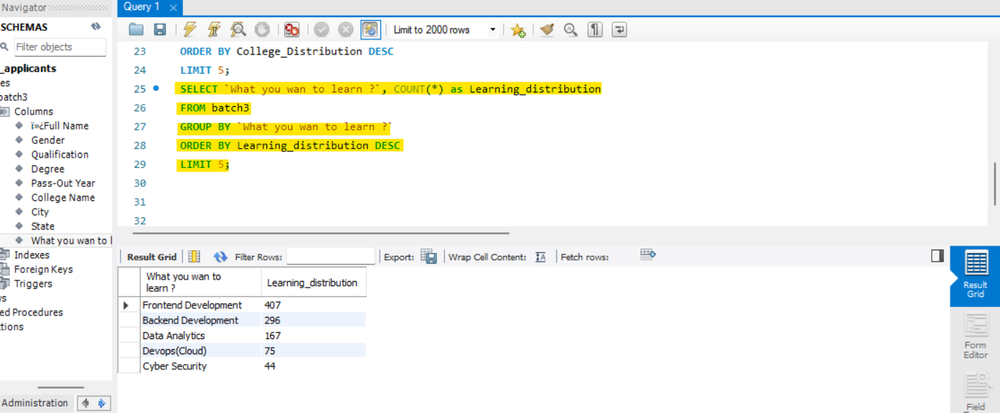 Navigator
Query 1
SCHEMAS
Limit to 2000 rows
Filter objects
_applicants
es
batch3
Columns
ï»¿Full Name
Gender
Qualification
Degree
Pass-Out Year
College Name
City
State
What you wan to l
Indexes
Foreign Keys
Triggers
vs
ed Procedures
ctions
Administration
23 ORDER BY College_Distribution DESC
24 LIMIT 5;
25 SELECT `What you wan to learn ?`, COUNT(*) as Learning_distribution
26 FROM batch3
27 GROUP BY `What you wan to learn ?`
28 ORDER BY Learning_distribution DESC
29 LIMIT 5;
30
31
32
Result Grid Filter Rows: Export: Wrap Cell Content: Fetch rows:
What you wan to
learn ? Learning_distribution
Frontend Development 407
Backend Development 296
Data Analytics 167
Devops(Cloud) 75
Cyber Security 44
Result
Grid
Form
Editor
Field